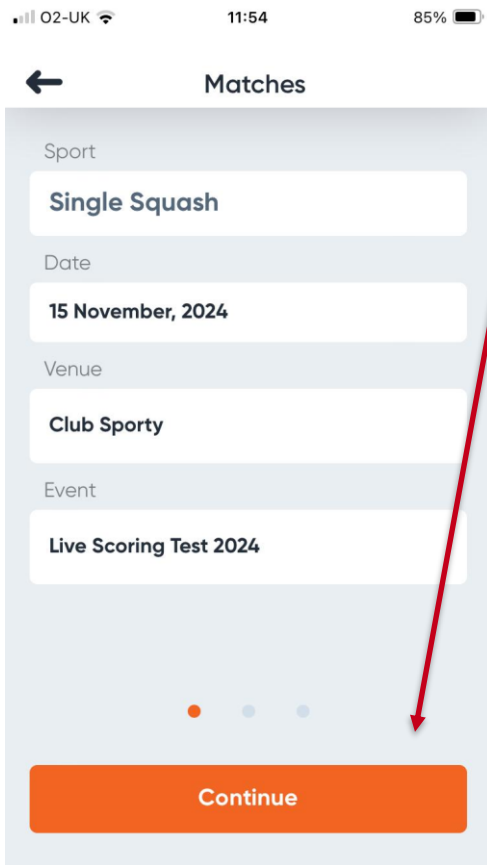 O2-UK 11:54 85%
Matches
Sport
Single Squash
Date
15 November, 2024
Venue
Club Sporty
Event
Live Scoring Test 2024
Continue